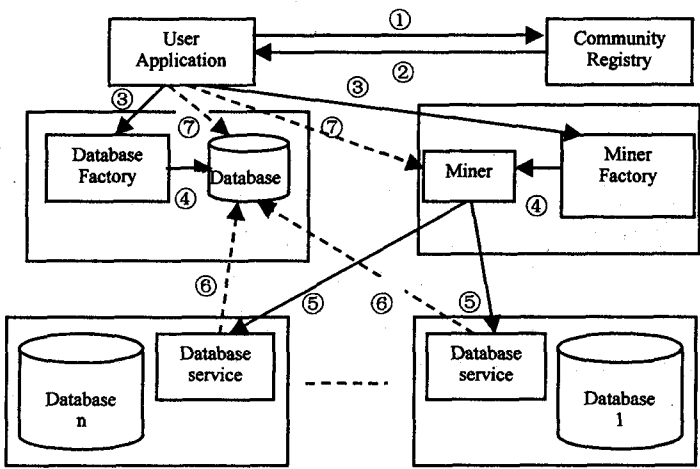 ①
User
Application
Community
Registry
②
③
③
⑦
⑦
Database
Factory
Database
Miner
Miner
Factory
④
④
⑥
⑤
⑥
⑤
Database
service
Database
service
Database
n
Database
1